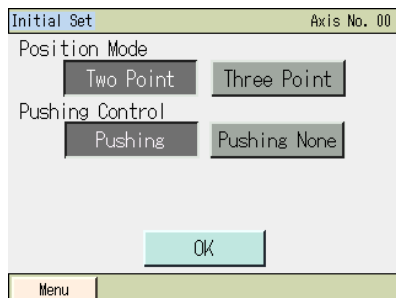 Initial Set Axis No. 00
Position Mode
Two Point Three Point
Pushing Control
Pushing Pushing None
OK
Menu